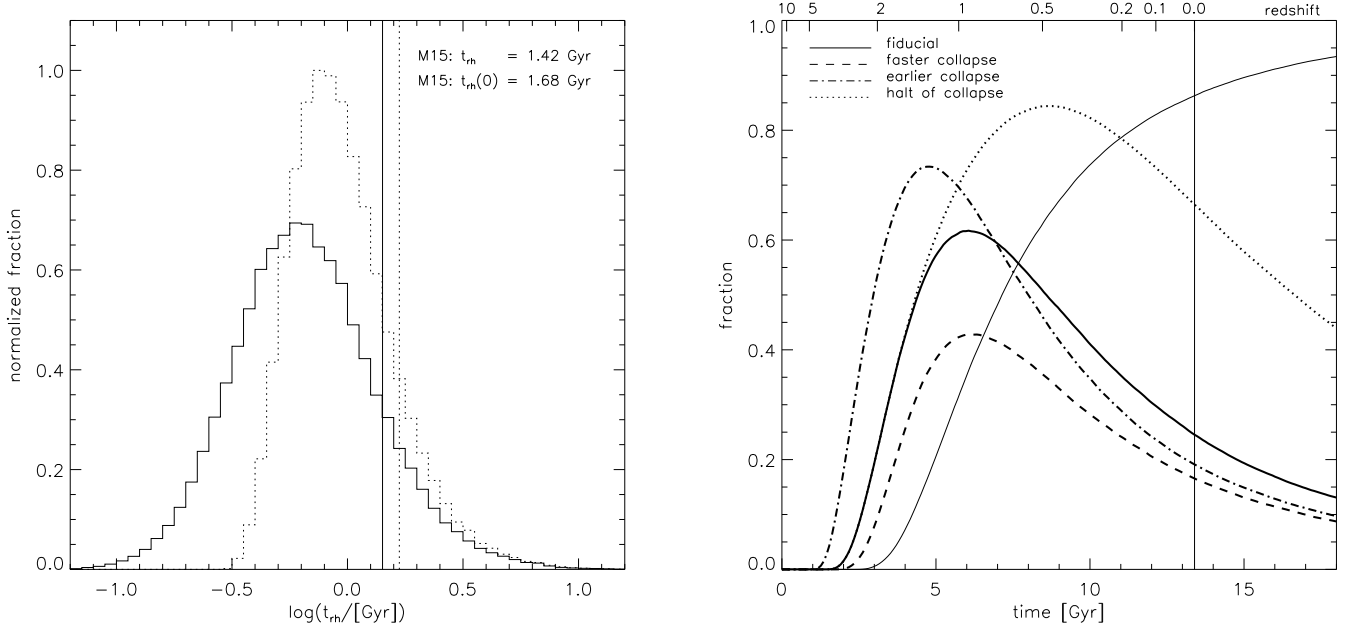 M15: t_rh = 1.42 Gyr
M15: t_rh(0) = 1.68 Gyr
normalized fraction
1.0
0.8
0.6
0.4
0.2
0.0
−1.0 −0.5 0.0 0.5 1.0
log(t_rh/[Gyr])
10 5 2 1 0.5 0.2 0.1 0.0 redshift
fiducial
faster collapse
earlier collapse
halt of collapse
fraction
1.0
0.8
0.6
0.4
0.2
0.0
0 5 10 15
time [Gyr]